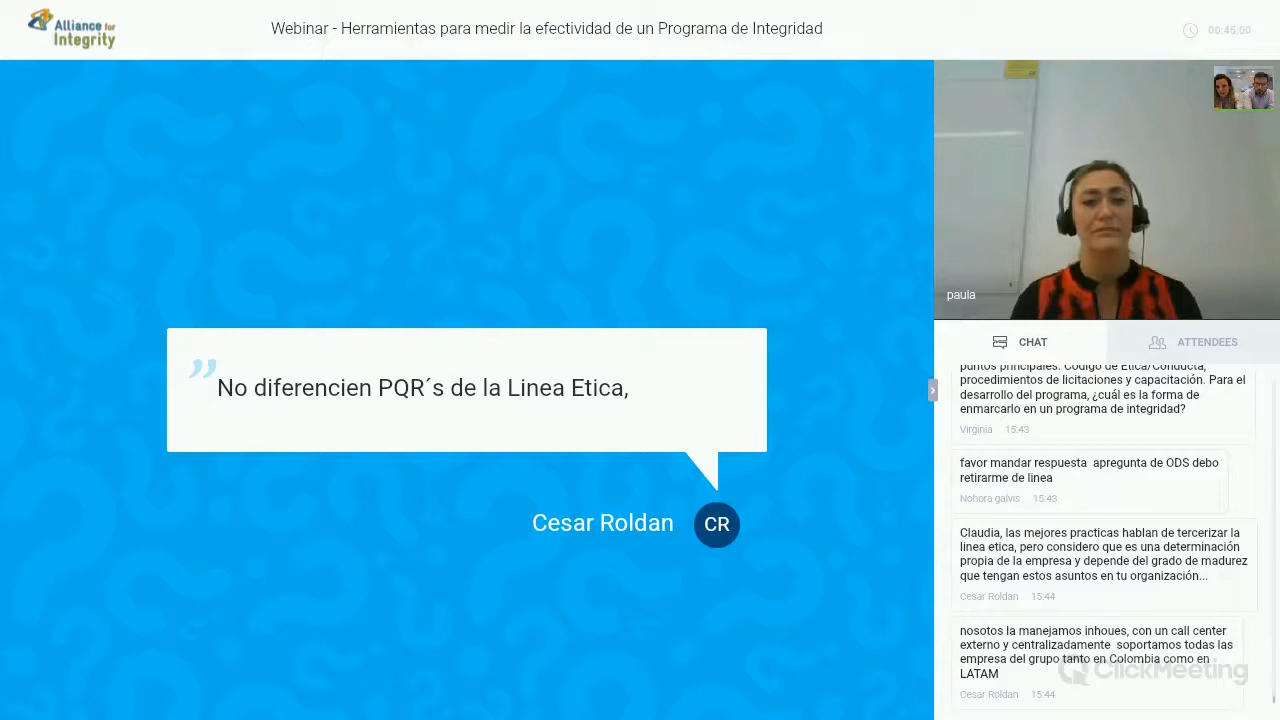 Alliance for
Integrity
Webinar - Herramientas para medir la efectividad de un Programa de Integridad
00:45:00
paula
CHAT
ATTENDEES
” No diferencien PQR´s de la Linea Etica,
Cesar Roldan
CR
puntos principales: Código de Ética/Conducta,
procedimientos de licitaciones y capacitación. Para el
desarrollo del programa, ¿cuál es la forma de
enmarcarlo en un programa de integridad?
Virginia 15:43
favor mandar respuesta apregunta de ODS debo
retirarme de linea
Nohora galvis 15:43
Claudia, las mejores practicas hablan de tercerizar la
linea etica, pero considero que es una determinación
propia de la empresa y depende del grado de madurez
que tengan estos asuntos en tu organización...
Cesar Roldan 15:44
nosotos la manejamos inhoues, con un call center
externo y centralizadamente soportamos todas las
empresa del grupo tanto en Colombia como en
LATAM
ClickMeeting
Cesar Roldan 15:44